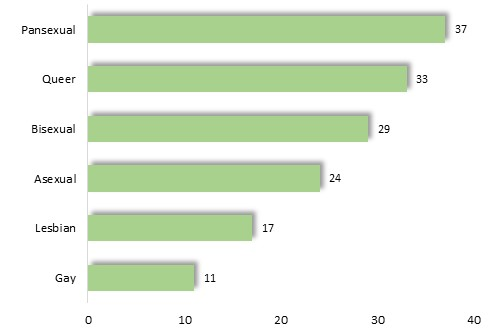 Pansexual 37
Queer 33
Bisexual 29
Asexual 24
Lesbian 17
Gay 11
0 10 20 30 40